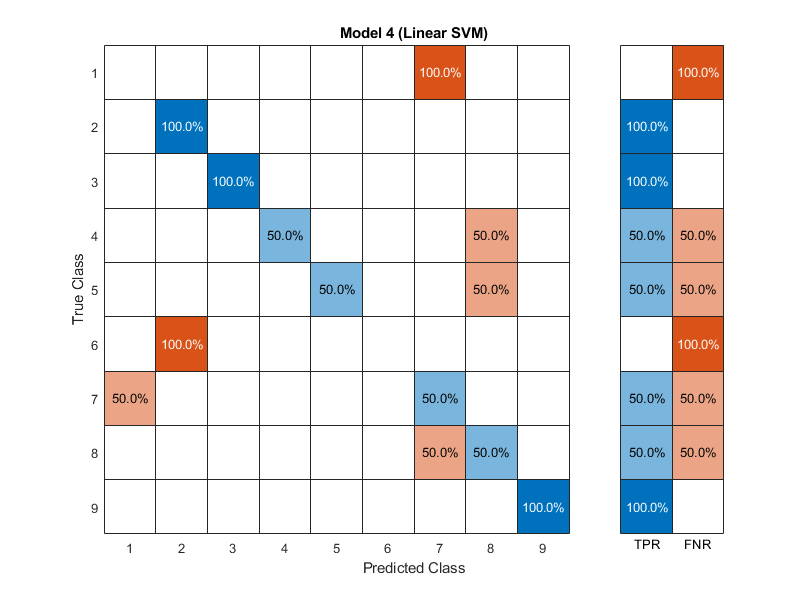 Model 4 (Linear SVM)
1 100.0% 100.0%
2 100.0% 100.0%
3 100.0% 100.0%
4 50.0% 50.0% 50.0% 50.0%
5 50.0% 50.0% 50.0% 50.0%
6 100.0% 100.0%
7 50.0% 50.0% 50.0% 50.0%
8 50.0% 50.0% 50.0% 50.0%
9 100.0% 100.0%
True Class
1 2 3 4 5 6 7 8 9 TPR FNR
Predicted Class